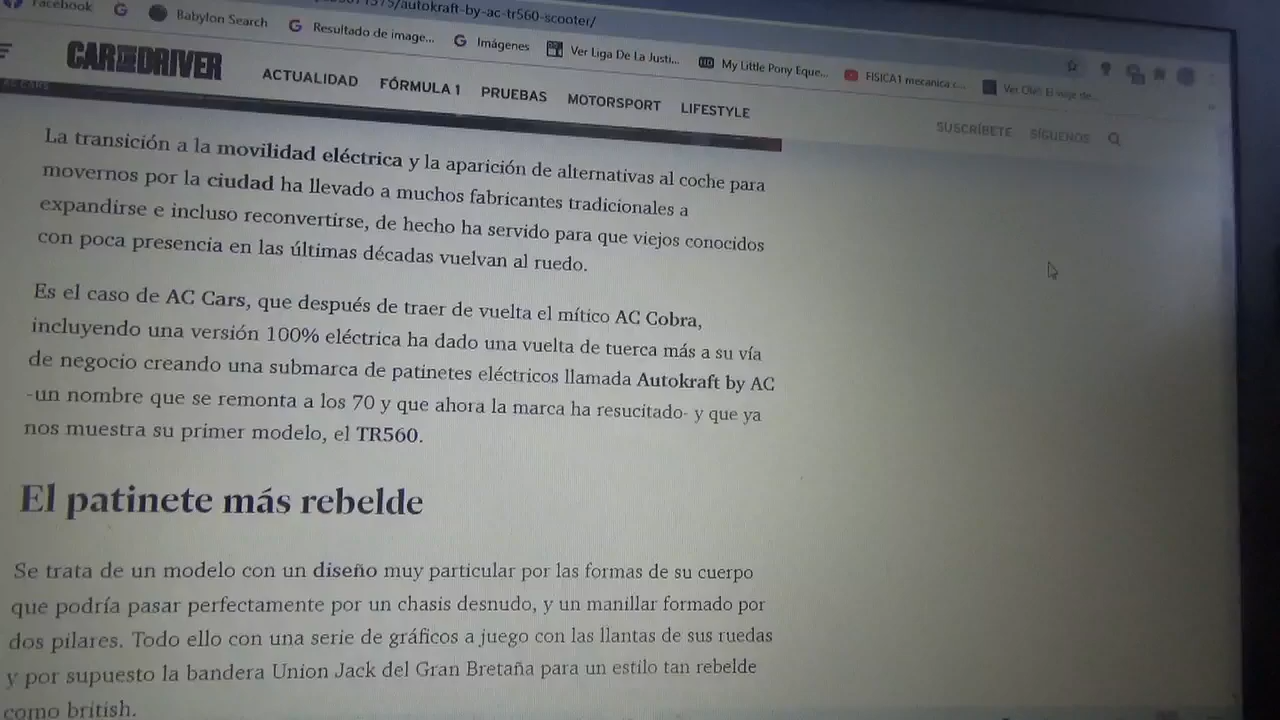 /autokraft-by-ac-tr560-scooter/
Facebook
Babylon Search
Resultado de image...
Imágenes
Ver Liga De La Justi...
My Little Pony Eque...
FISICA1 mecanica c...
CAR AND DRIVER
ACTUALIDAD FÓRMULA 1 PRUEBAS MOTORSPORT LIFESTYLE
SUSCRÍBETE SÍGUENOS
AC CARS
La transición a la movilidad eléctrica y la aparición de alternativas al coche para
movernos por la ciudad ha llevado a muchos fabricantes tradicionales a
expandirse e incluso reconvertirse, de hecho ha servido para que viejos conocidos
con poca presencia en las últimas décadas vuelvan al ruedo.
Es el caso de AC Cars, que después de traer de vuelta el mítico AC Cobra,
incluyendo una versión 100% eléctrica ha dado una vuelta de tuerca más a su vía
de negocio creando una submarca de patinetes eléctricos llamada Autokraft by AC
-un nombre que se remonta a los 70 y que ahora la marca ha resucitado- y que ya
nos muestra su primer modelo, el TR560.
El patinete más rebelde
Se trata de un modelo con un diseño muy particular por las formas de su cuerpo
que podría pasar perfectamente por un chasis desnudo, y un manillar formado por
dos pilares. Todo ello con una serie de gráficos a juego con las llantas de sus ruedas
y por supuesto la bandera Union Jack del Gran Bretaña para un estilo tan rebelde
como british.